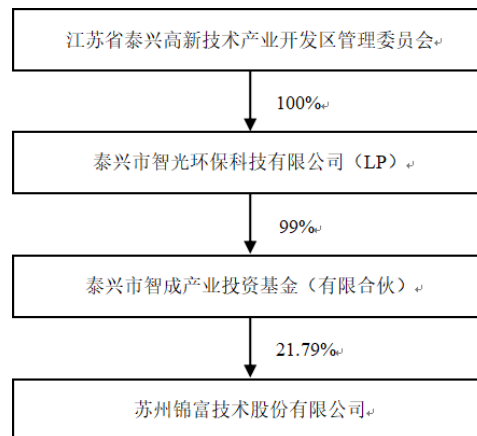 江苏省泰兴高新技术产业开发区管理委员会
100%
泰兴市智光环保科技有限公司（LP）
99%
泰兴市智成产业投资基金（有限合伙）
21.79%
苏州锦富技术股份有限公司